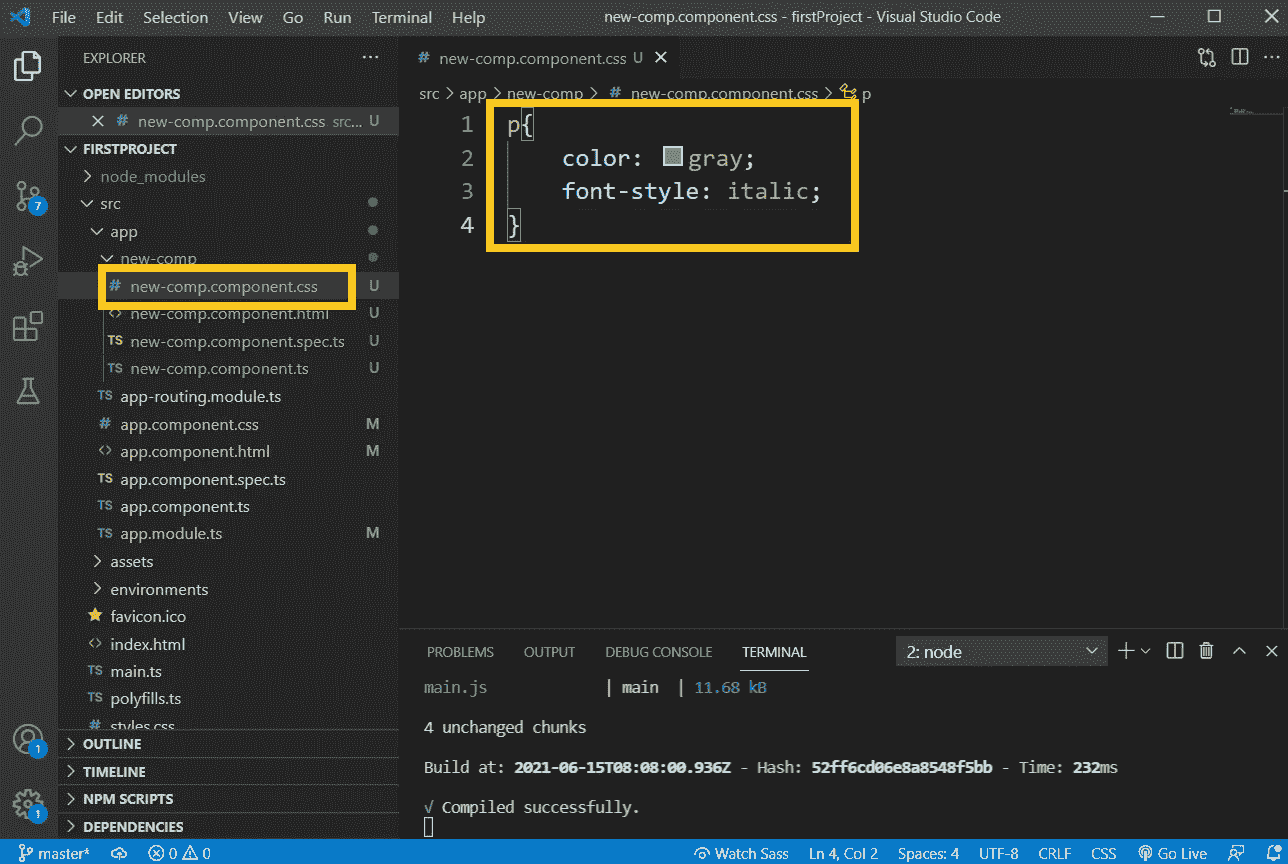 File Edit Selection View Go Run Terminal Help new-comp.component.css - firstProject - Visual Studio Code
EXPLORER
OPEN EDITORS
# new-comp.component.css src... U
FIRSTPROJECT
node_modules
src
app
new-comp
# new-comp.component.css U
<> new-comp.component.html U
TS new-comp.component.spec.ts U
TS new-comp.component.ts U
TS app-routing.module.ts
# app.component.css M
<> app.component.html M
TS app.component.spec.ts
TS app.component.ts
TS app.module.ts M
assets
environments
favicon.ico
<> index.html
TS main.ts
TS polyfills.ts
# styles.css
OUTLINE
TIMELINE
NPM SCRIPTS
DEPENDENCIES
7
1
1
# new-comp.component.css U
src > app > new-comp > # new-comp.component.css > p
1 p{
2 color: gray;
3 font-style: italic;
4 }
PROBLEMS OUTPUT DEBUG CONSOLE TERMINAL 2: node
main.js | main | 11.68 kB
4 unchanged chunks
Build at: 2021-06-15T08:08:00.936Z - Hash: 52ff6cd06e8a8548f5bb - Time: 232ms
√ Compiled successfully.
master* 0 0 Watch Sass Ln 4, Col 2 Spaces: 4 UTF-8 CRLF CSS Go Live